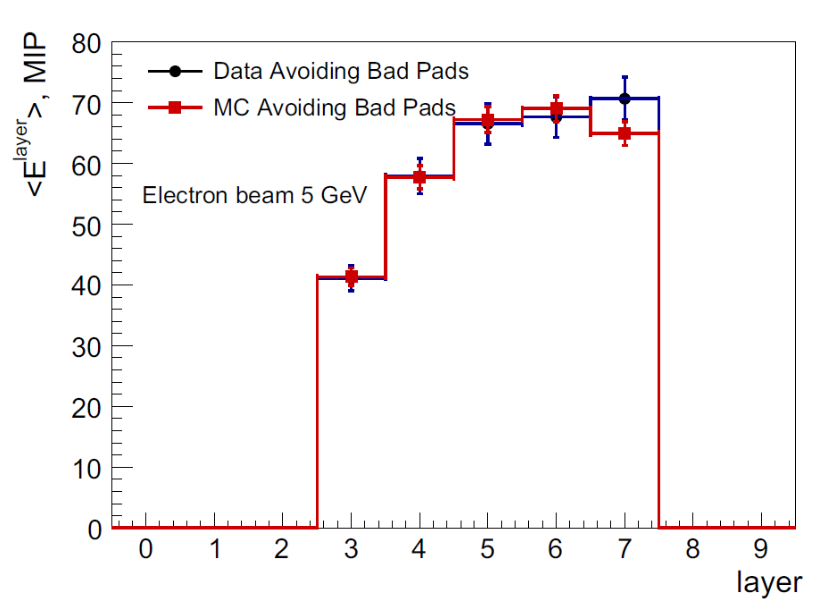 <E^layer>, MIP
80
70
60
50
40
30
20
10
0
Data Avoiding Bad Pads
MC Avoiding Bad Pads
Electron beam 5 GeV
0 1 2 3 4 5 6 7 8 9
layer